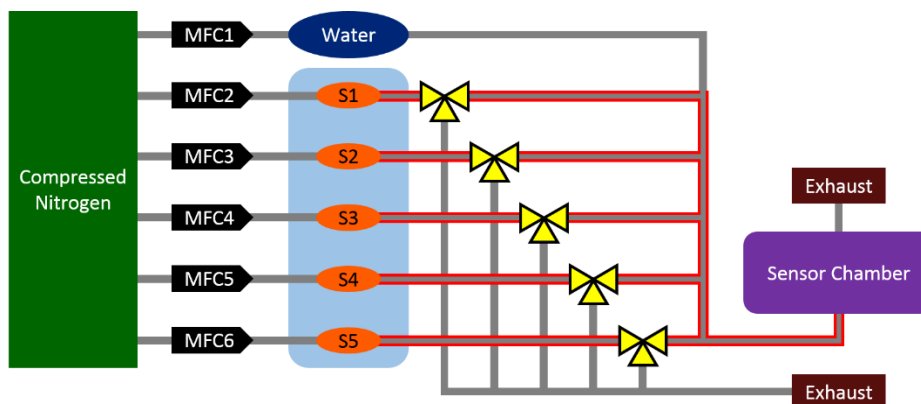 MFC1
Water
MFC2
S1
MFC3
S2
Compressed
Nitrogen
Exhaust
MFC4
S3
Sensor Chamber
MFC5
S4
MFC6
S5
Exhaust